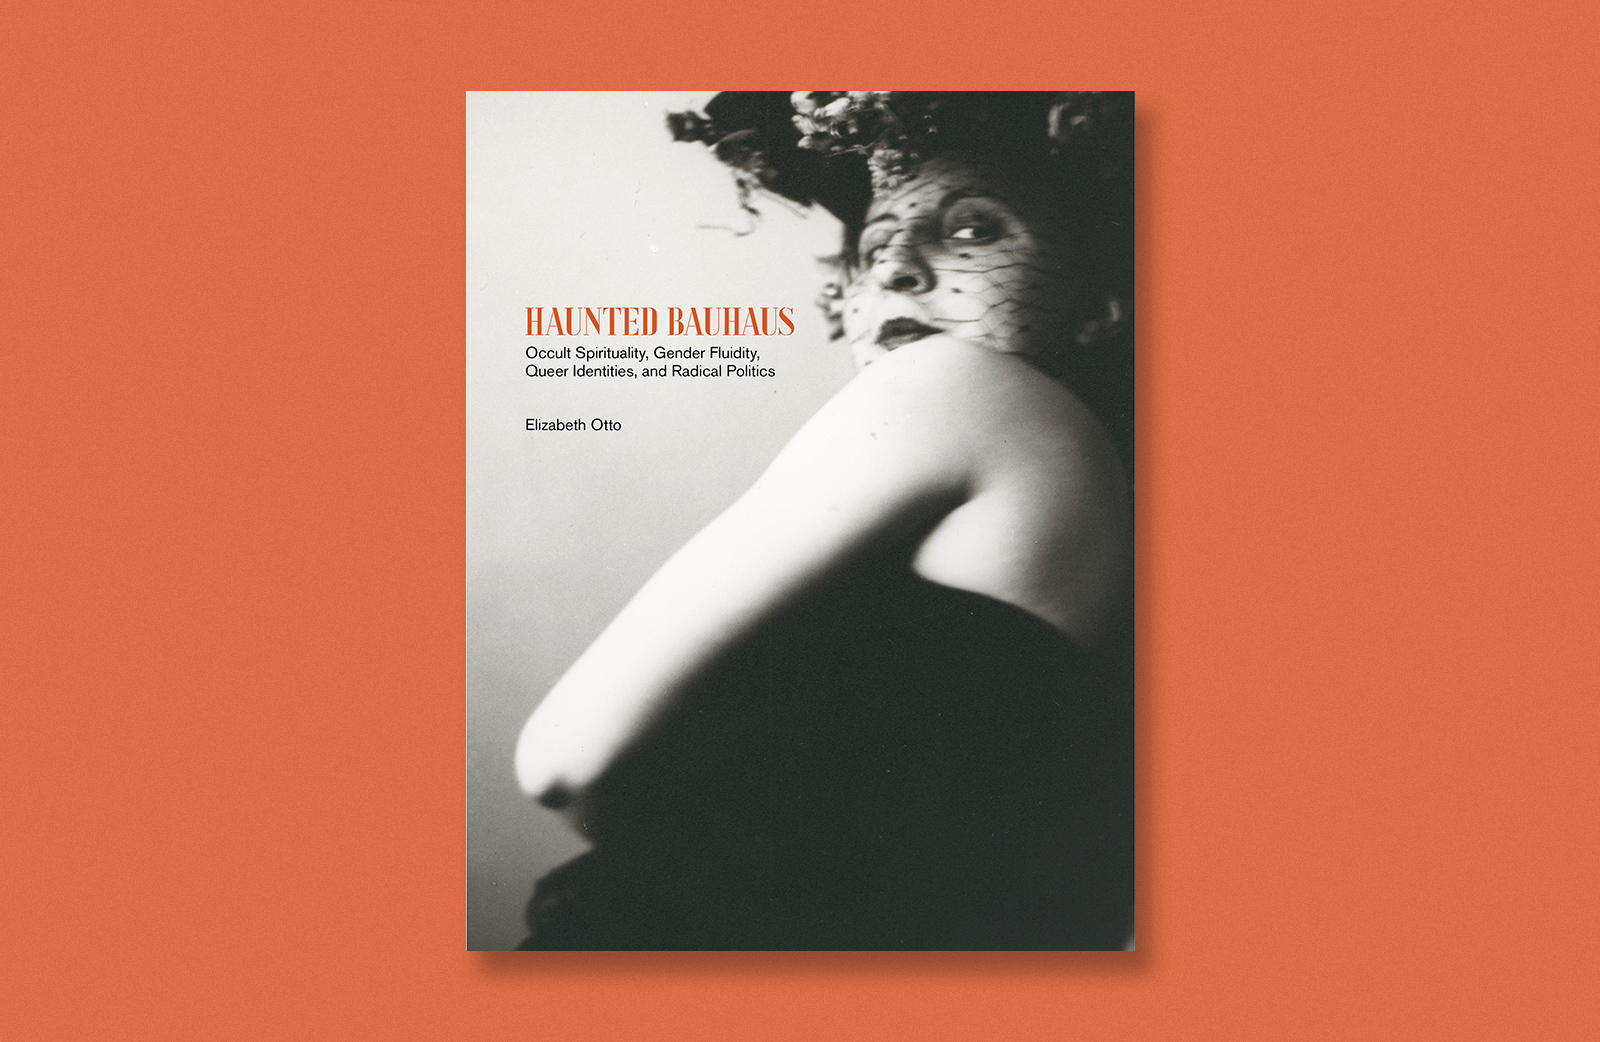 HAUNTED BAUHAUS
Occult Spirituality, Gender Fluidity,
Queer Identities, and Radical Politics
Elizabeth Otto